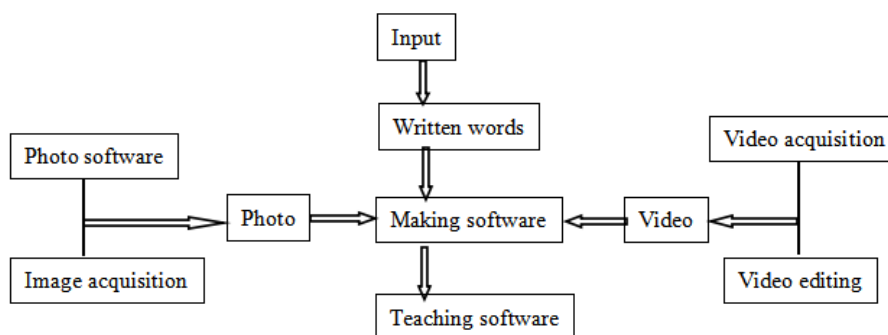 Input
Written words
Video acquisition
Photo software
Photo
Making software
Video
Image acquisition
Video editing
Teaching software